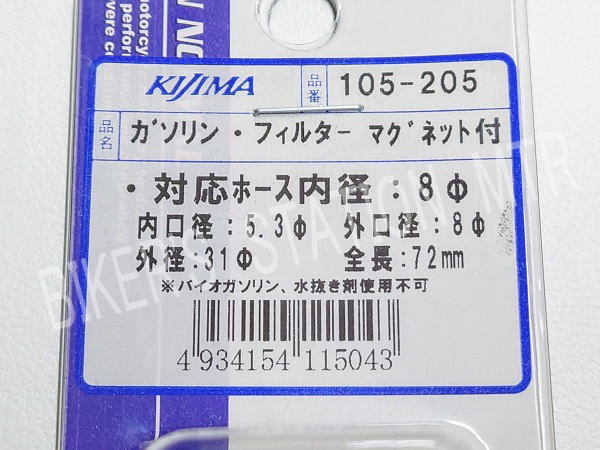 KIJIMA
品番
105-205
品名
ガソリン・フィルター マグネット付
・対応ホース内径：8φ
内口径：5.3φ 外口径：8φ
外径：31φ 全長：72mm
※バイオガソリン、水抜き剤使用不可
4 934154 115043
BIKERS STATION MTR